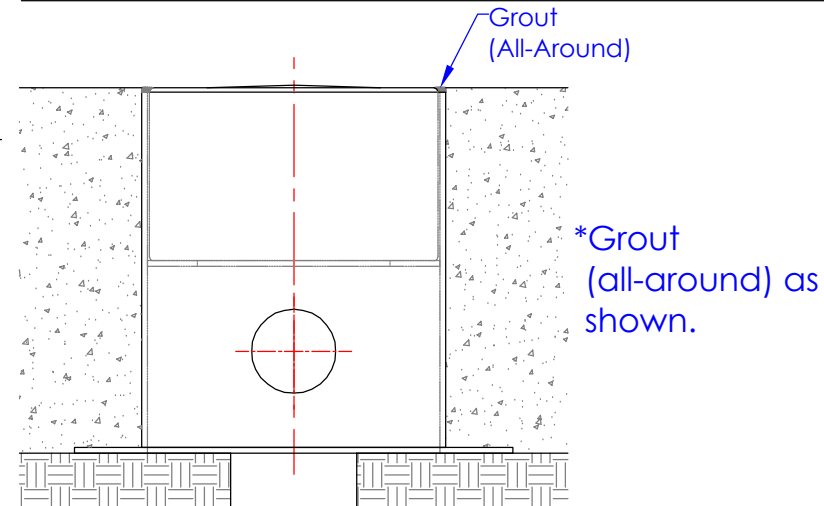 Grout
(All-Around)
*Grout
(all-around) as
shown.